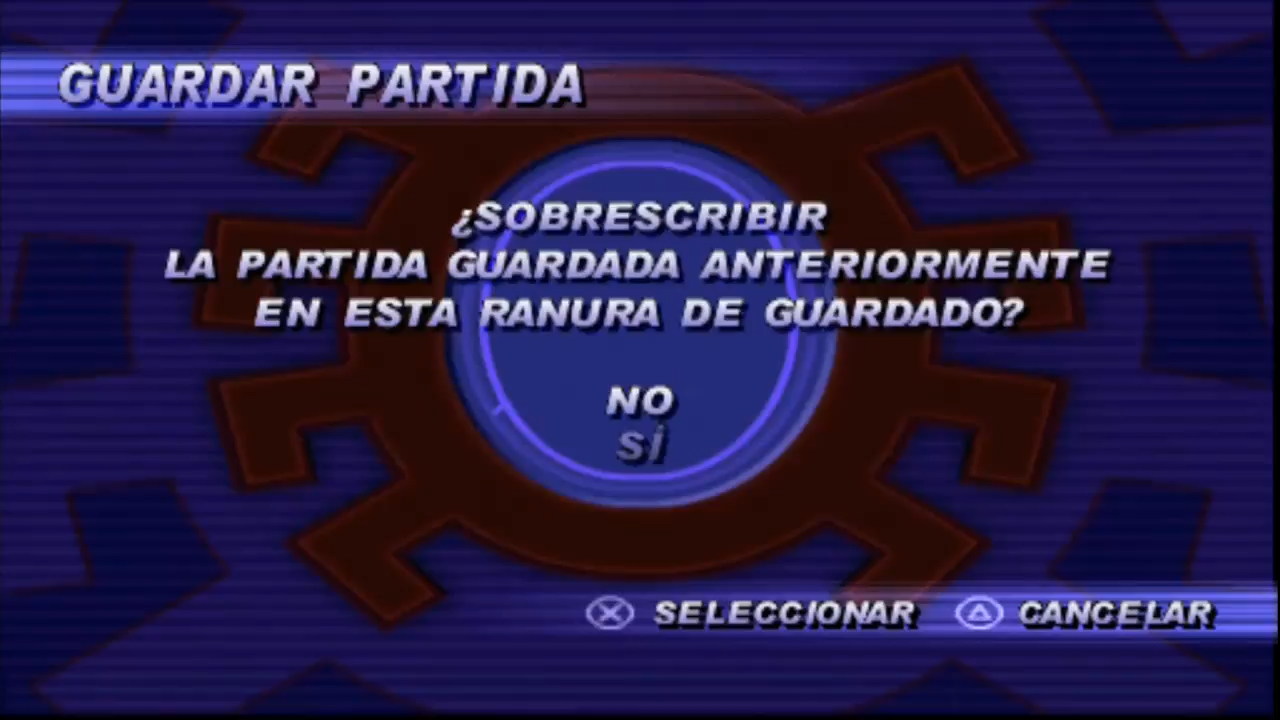 GUARDAR PARTIDA
¿SOBRESCRIBIR
LA PARTIDA GUARDADA ANTERIORMENTE
EN ESTA RANURA DE GUARDADO?
NO
SÍ
SELECCIONAR CANCELAR